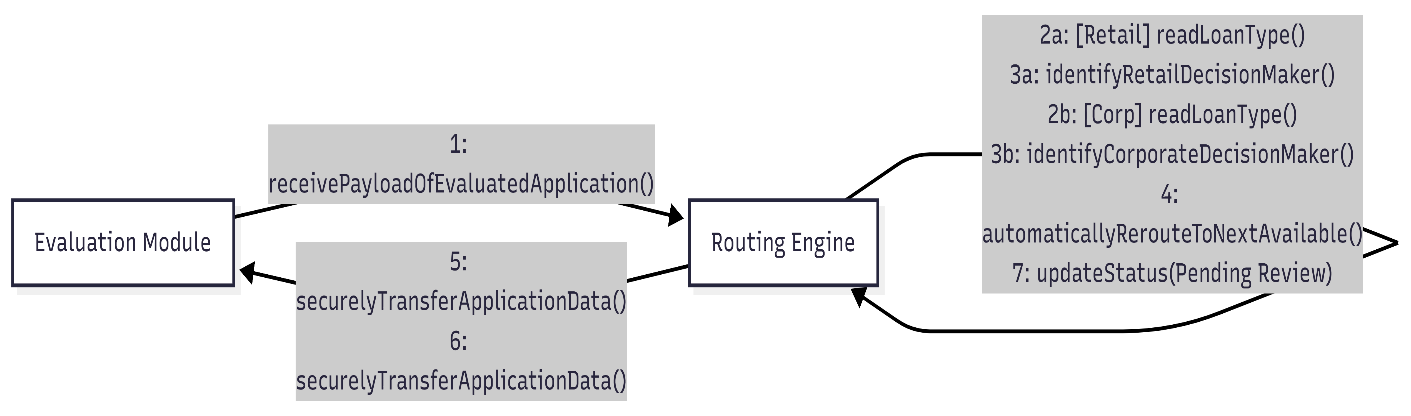 1:
receivePayloadOfEvaluatedApplication()
Evaluation Module
5:
securelyTransferApplicationData()
6:
securelyTransferApplicationData()
Routing Engine
2a: [Retail] readLoanType()
3a: identifyRetailDecisionMaker()
2b: [Corp] readLoanType()
3b: identifyCorporateDecisionMaker()
4:
automaticallyRerouteToNextAvailable()
7: updateStatus(Pending Review)